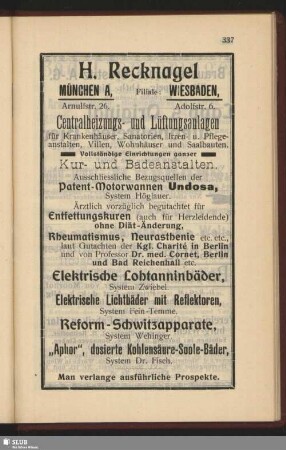 337
H. Recknagel
MÜNCHEN A, Filiale: WIESBADEN,
Arnulfstr. 26. Adolfstr. 6.
Centralheizungs- und Lüftungsanlagen
für Krankenhäuser, Sanatorien, Irren- u. Pflege-
anstalten, Villen, Wohnhäuser und Saalbauten.
Vollständige Einrichtungen ganzer
Kur- und Badeanstalten.
Ausschliessliche Bezugsquellen der
Patent-Motorwannen Undosa,
System Höglauer.
Ärztlich vorzüglich begutachtet für
Entfettungskuren (auch für Herzleidende)
ohne Diät-Änderung,
Rheumatismus, Neurasthenie etc. etc.,
laut Gutachten der Kgl. Charité in Berlin
und von Professor Dr. med. Cornet, Berlin
und Bad Reichenhall etc.
Elektrische Lohtanninbäder,
System Zwiebel.
Elektrische Lichtbäder mit Reflektoren,
System Fein-Temme.
Reform-Schwitzapparate,
System Wehinger.
„Aphor", dosierte Kohlensäure-Soole-Bäder,
System Dr. Fisch.
Man verlange ausführliche Prospekte.
SLUB